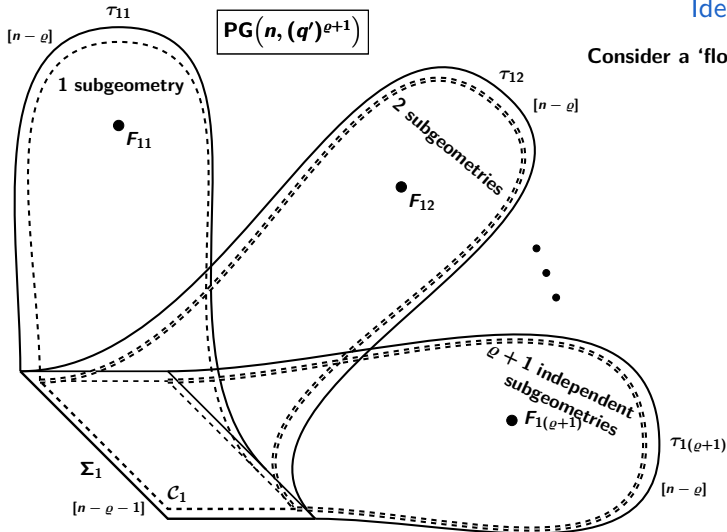 Ide
Consider a ‘flo
PG(n, (q′)^{ϱ+1})
τ₁₁
[n − ϱ]
1 subgeometry
F₁₁
τ₁₂
[n − ϱ]
2 subgeometries
F₁₂
ϱ + 1 independent
subgeometries
F₁₍ϱ₊₁₎
τ₁₍ϱ₊₁₎
[n − ϱ]
Σ₁
C₁
[n − ϱ − 1]